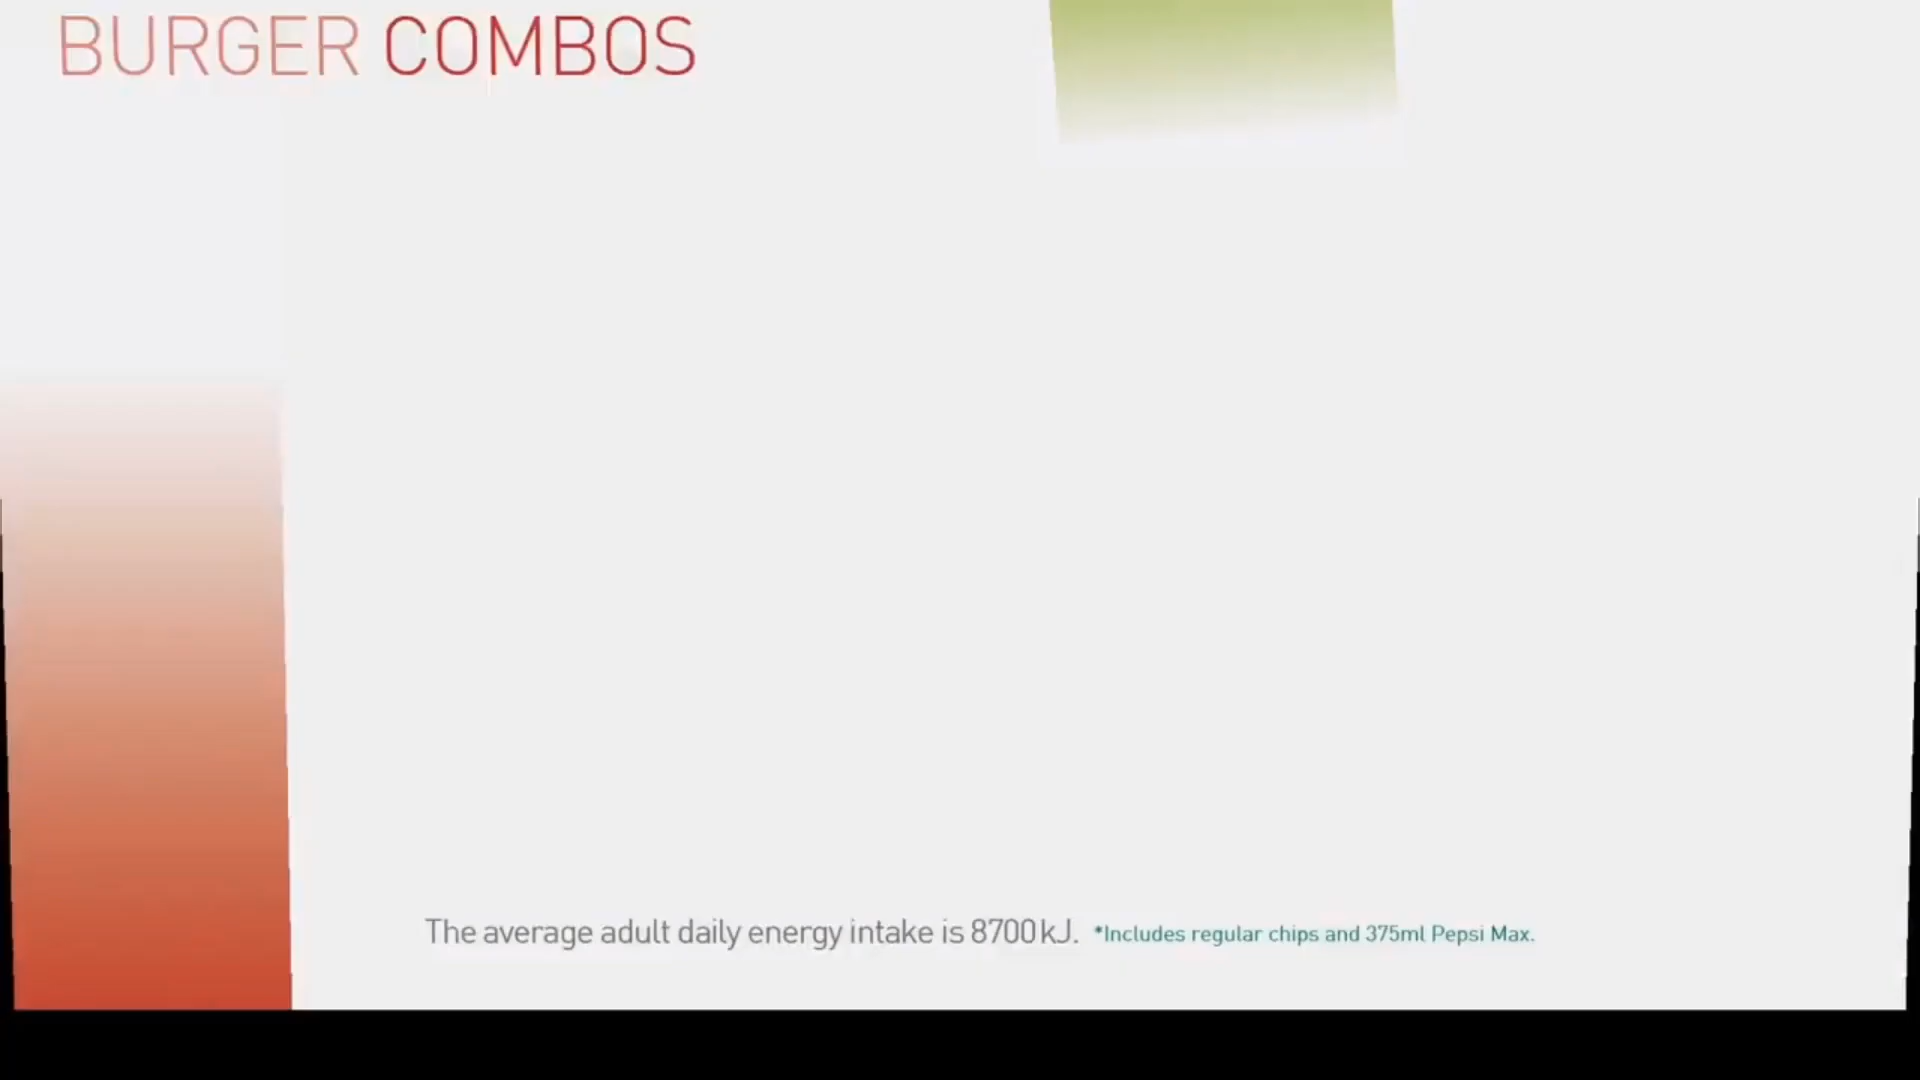 BURGER COMBOS
The average adult daily energy intake is 8700kJ. *Includes regular chips and 375ml Pepsi Max.